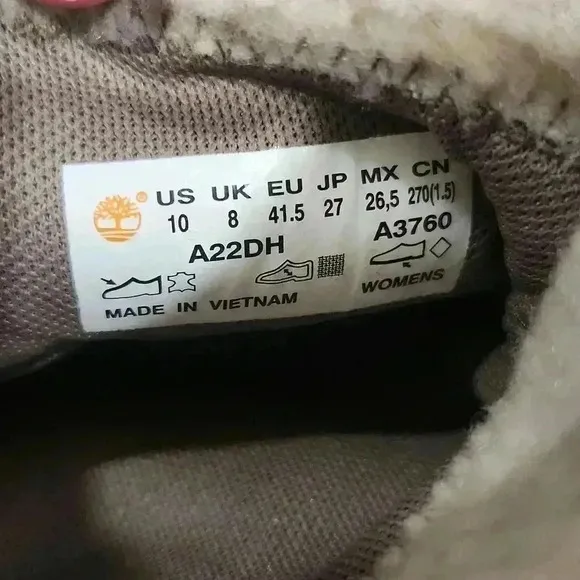 US UK EU JP MX CN
10 8 41.5 27 26,5 270(1.5)
A22DH A3760
WOMENS
MADE IN VIETNAM